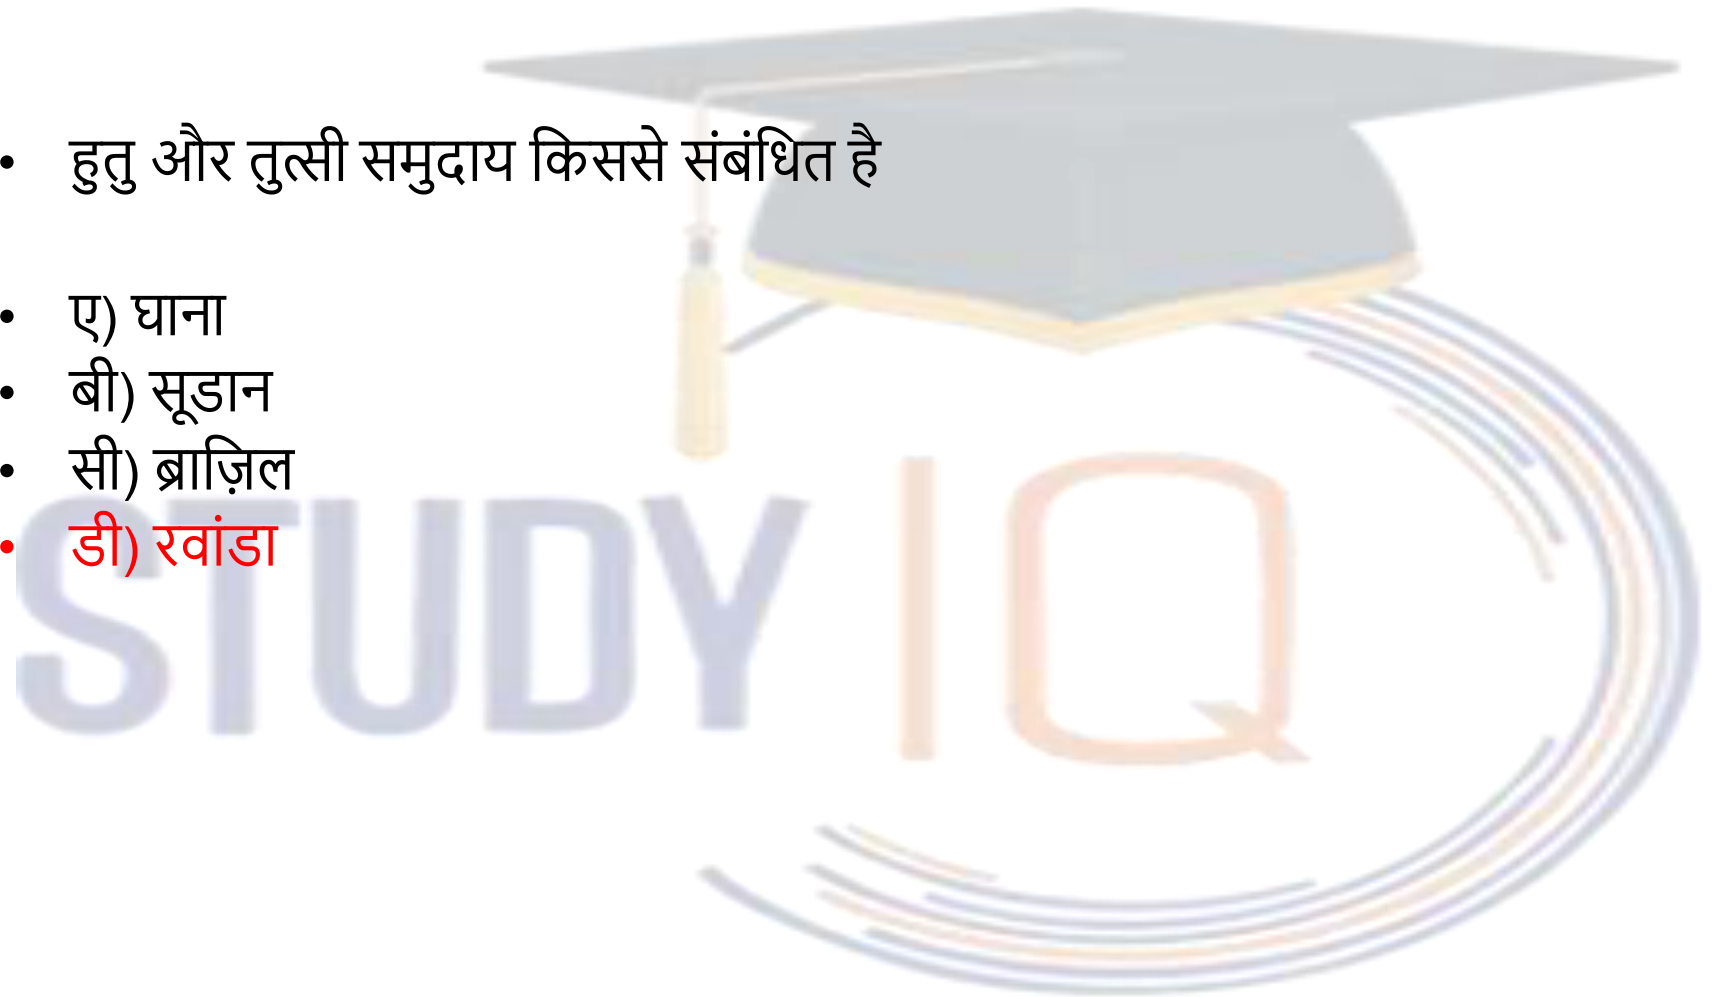 • हुतु और तुत्सी समुदाय किससे संबंधित है
• ए) घाना
• बी) सूडान
• सी) ब्राज़िल
• डी) रवांडा
STUDY IQ